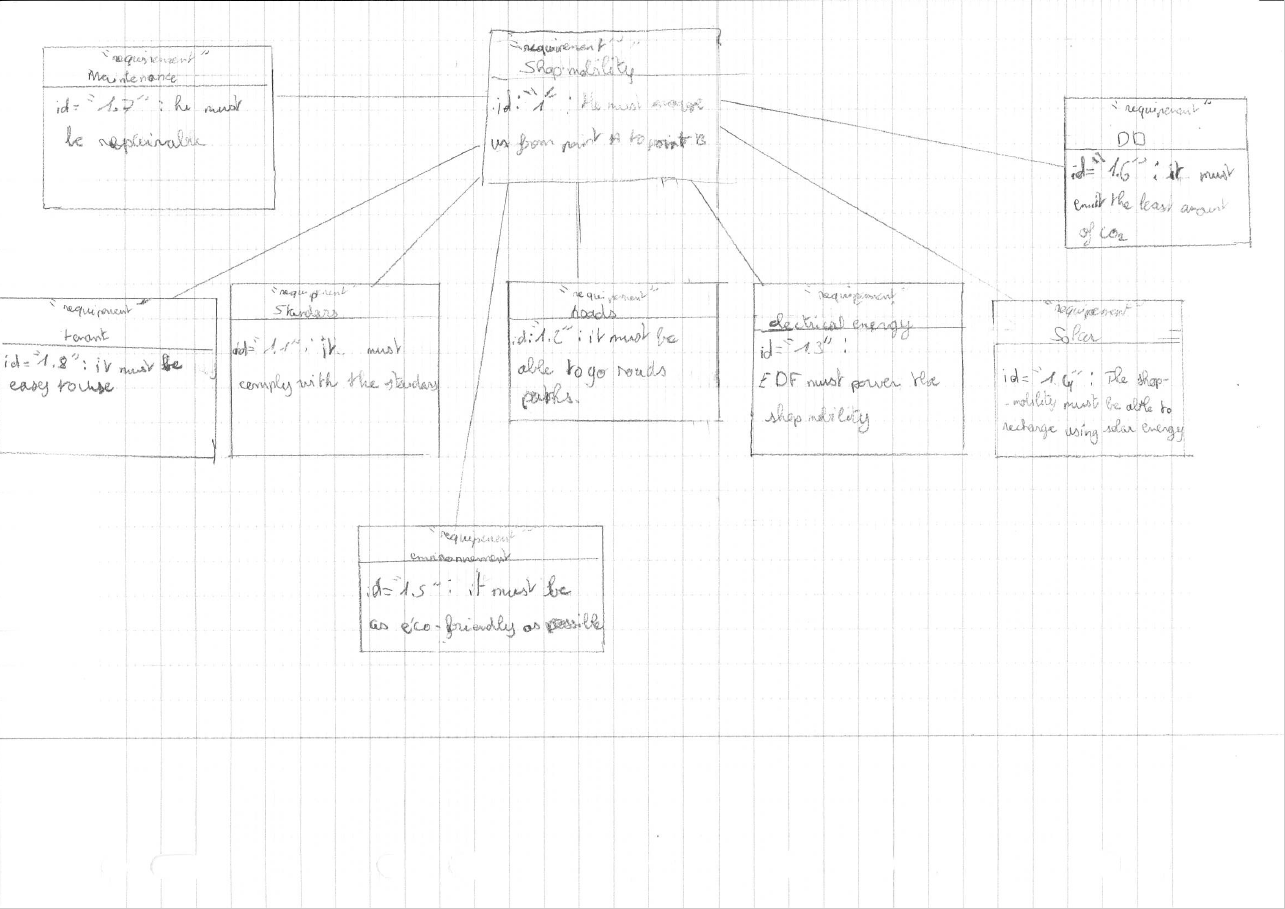 "requirement"
Maintenance
id= "1.7" : he must
be repairable
"requirement"
Shop-mobility
id: "1" : He must
us from point A to point B
"requirement"
DD
id= "1.6" : it must
emit the least amount
of CO2
"requirement"
tenant
id= "1.8" : it must be
easy to use
"requirement"
Standars
id= "1.1" : it must
comply with the standars
"requirement"
Roads
id: 1.2" : it must be
able to go roads
paths.
"requirement"
electrical energy
id= "1.3" :
EDF must power the
shop mobility
"requirement"
Soler
id= "1.4" : The shop-
-mobility must be able to
recharge using solar energy
"requirement"
environnement
id= "1.5" : it must be
as éco-friendly as possible